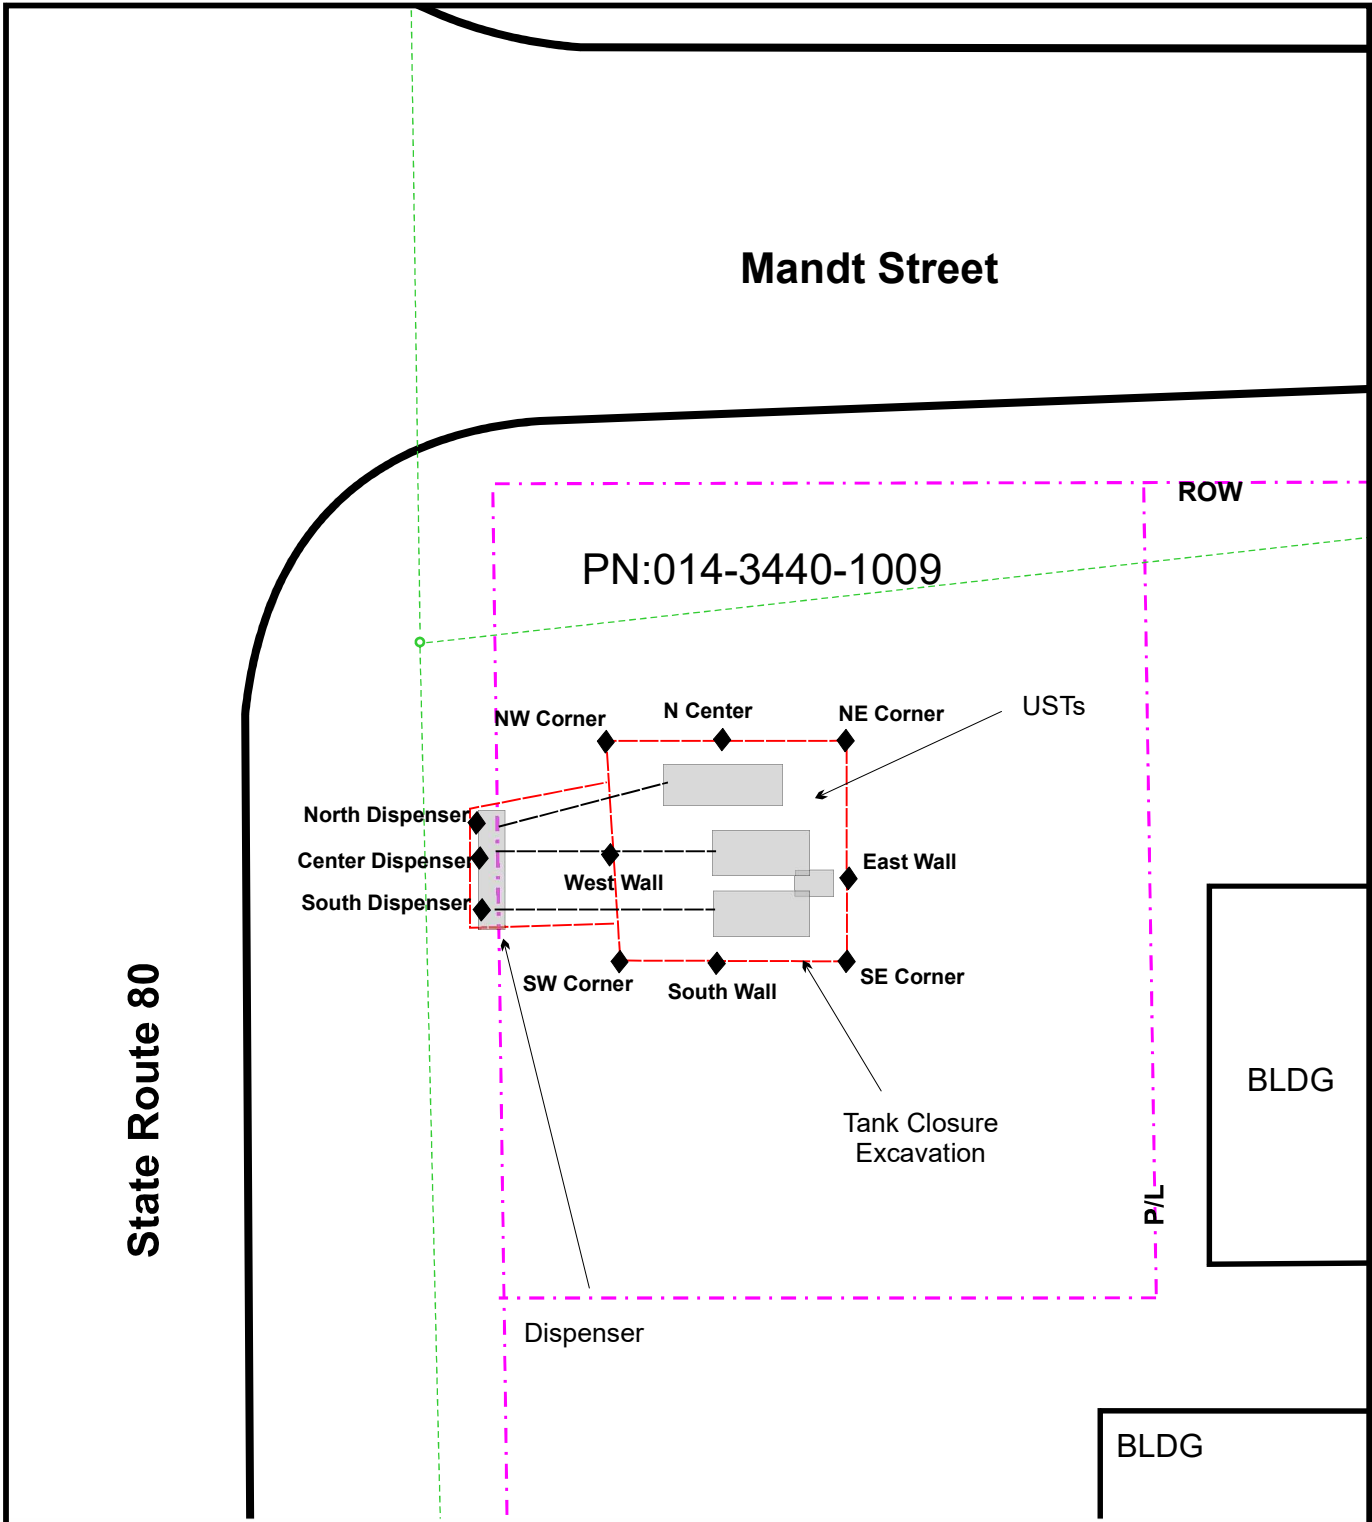 Mandt Street
ROW
PN:014-3440-1009
USTs
NW Corner
N Center
NE Corner
North Dispenser
Center Dispenser
South Dispenser
West Wall
East Wall
SW Corner
South Wall
SE Corner
State Route 80
BLDG
Tank Closure
Excavation
P/L
Dispenser
BLDG